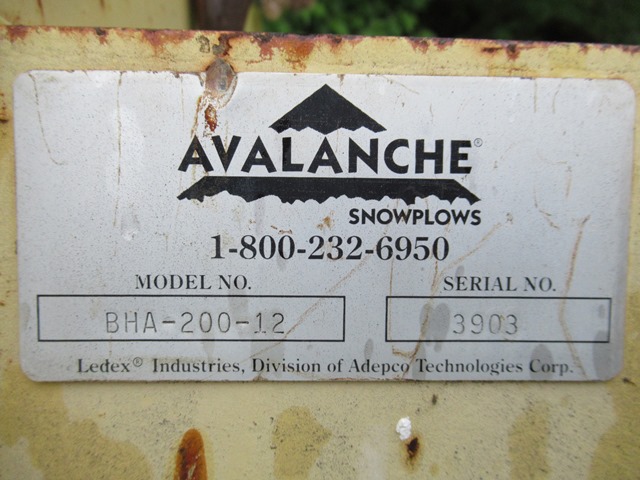 AVALANCHE®
SNOWPLOWS
1-800-232-6950
MODEL NO. SERIAL NO.
BHA-200-12 3903
Ledex® Industries, Division of Adepco Technologies Corp.